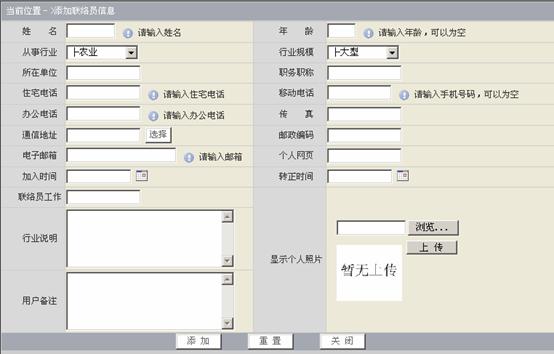 当前位置->添加联络员信息
姓 名 请输入姓名 年 龄 请输入年龄，可以为空
从事行业 ├农业 行业规模 ├大型
所在单位 职务职称
住宅电话 请输入住宅电话 移动电话 请输入手机号码，可以为空
办公电话 请输入办公电话 传 真
通信地址 选择 邮政编码
电子邮箱 请输入邮箱 个人网页
加入时间 转正时间
联络员工作
行业说明 显示个人照片 浏览...
上 传
暂无上传
用户备注
添 加 重 置 关 闭